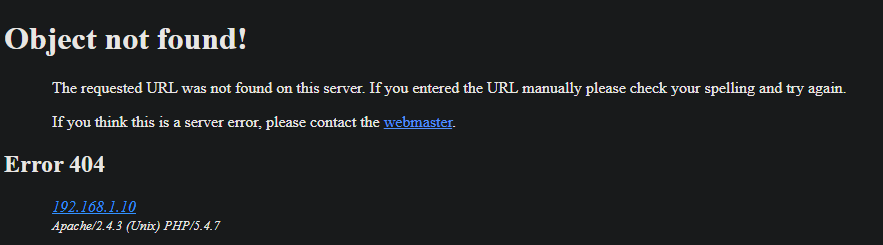 Object not found!
The requested URL was not found on this server. If you entered the URL manually please check your spelling and try again.
If you think this is a server error, please contact the webmaster.
Error 404
192.168.1.10
Apache/2.4.3 (Unix) PHP/5.4.7